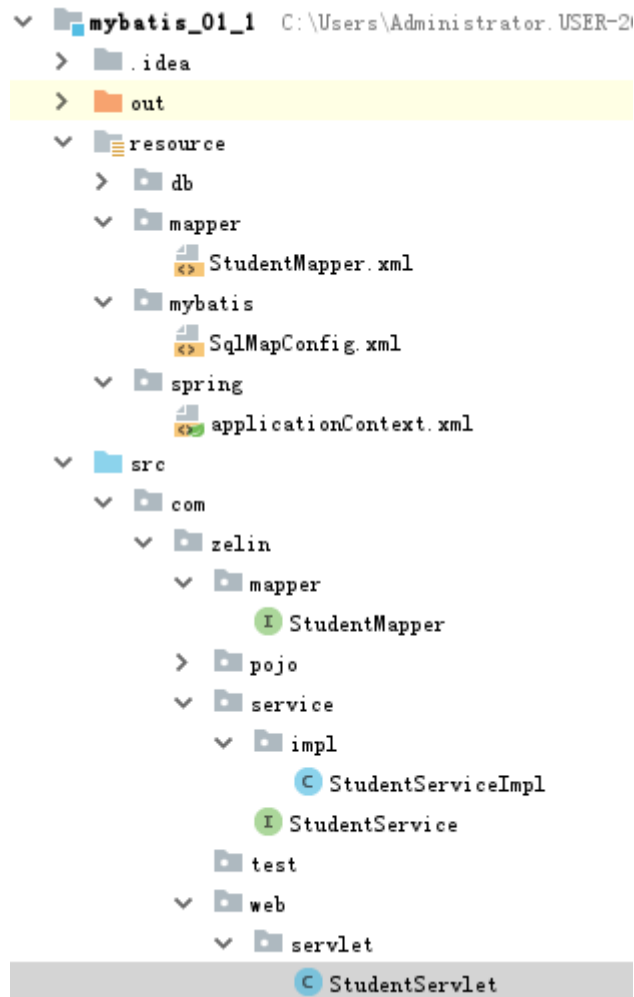 mybatis_01_1 C:\Users\Administrator.USER-20
.idea
out
resource
db
mapper
StudentMapper.xml
mybatis
SqlMapConfig.xml
spring
applicationContext.xml
src
com
zelin
mapper
I StudentMapper
pojo
service
impl
C StudentServiceImpl
I StudentService
test
web
servlet
C StudentServlet